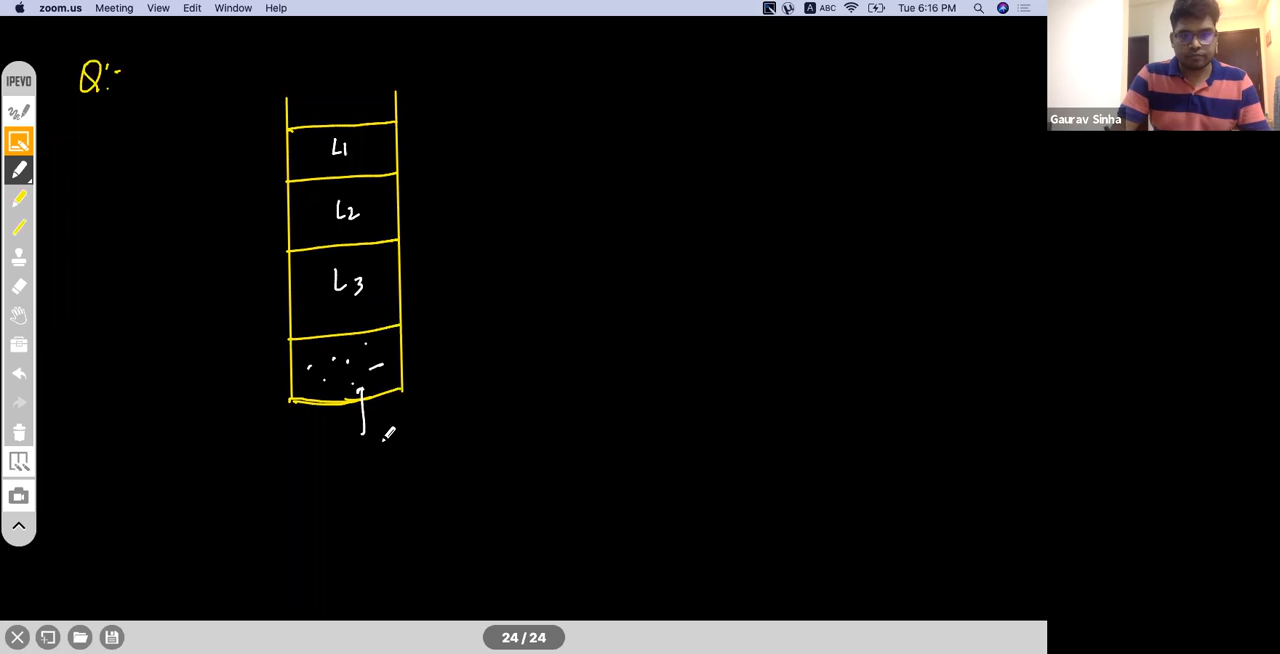 zoom.us Meeting View Edit Window Help
A ABC Tue 6:16 PM
Gaurav Sinha
IPEVO
Q:-
L1
L2
L3
24 / 24